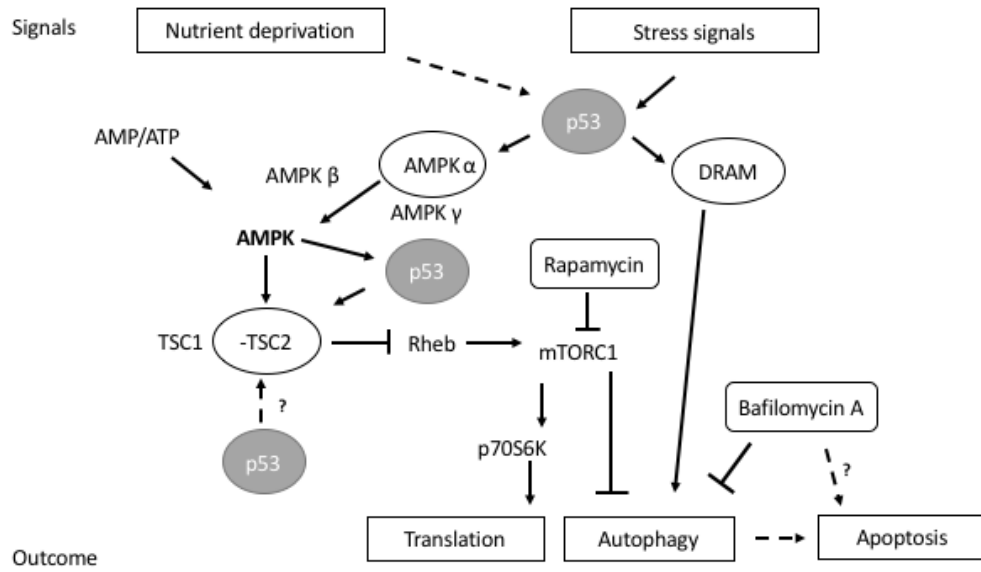 Signals
Nutrient deprivation
Stress signals
p53
AMP/ATP
AMPK α
DRAM
AMPK β
AMPK γ
AMPK
p53
Rapamycin
TSC1
-TSC2
Rheb
mTORC1
?
Bafilomycin A
p53
p70S6K
?
Translation
Autophagy
Apoptosis
Outcome